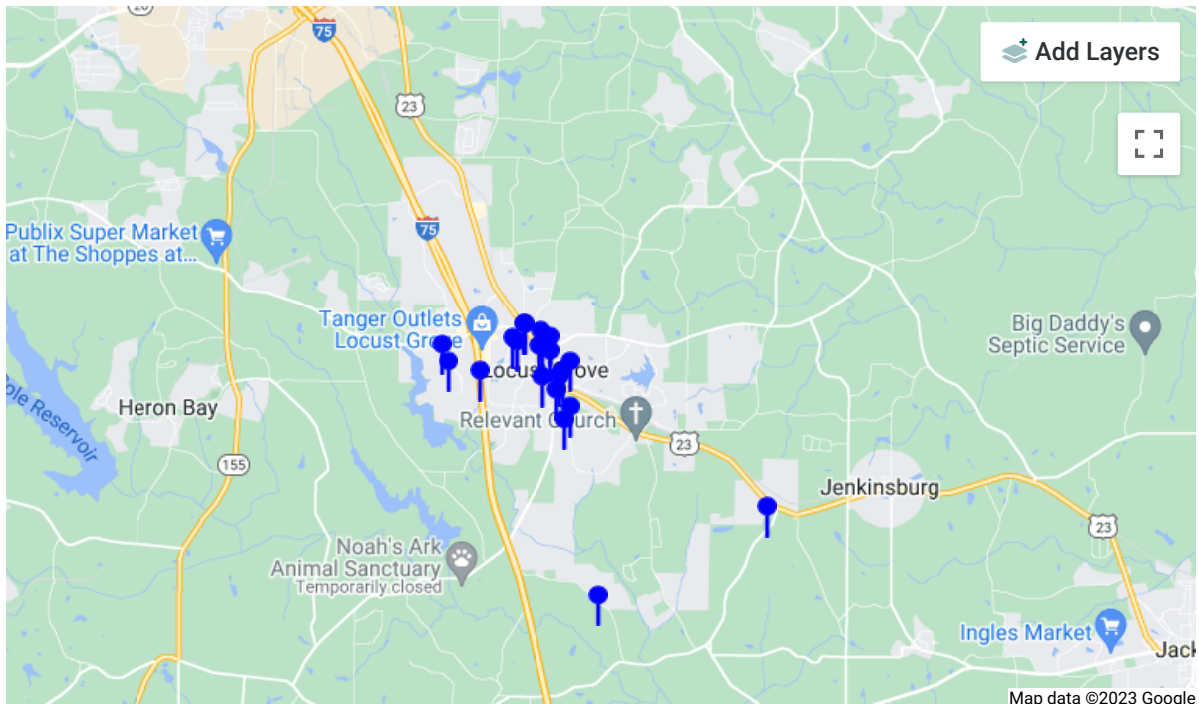 75
23
Add Layers
75
Publix Super Market
at The Shoppes at...
Tanger Outlets
Locust Grove
Big Daddy's
Septic Service
Heron Bay
Relevant Church
155
23
Jenkinsburg
23
Noah's Ark
Animal Sanctuary
Temporarily closed
Ingles Market
Map data ©2023 Google